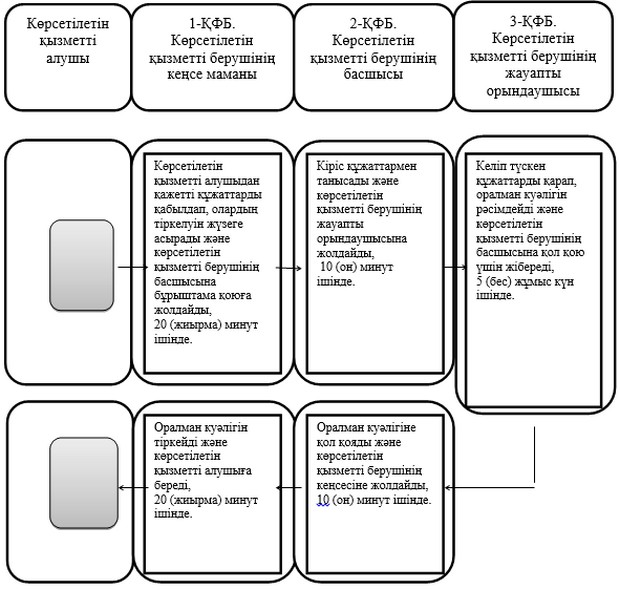 Көрсетілетін
қызметті
алушы
1-ҚФБ.
Көрсетілетін
қызметті берушінің
кеңсе маманы
2-ҚФБ.
Көрсетілетін
қызметті берушінің
басшысы
3-ҚФБ.
Көрсетілетін
қызметті берушінің
жауапты
орындаушысы
Көрсетілетін
қызметті алушыдан
қажетті құжаттарды
қабылдап, олардың
тіркелуін жүзеге
асырады және
көрсетілетін
қызметті берушінің
басшысына
бұрыштама қоюға
жолдайды,
20 (жиырма) минут
ішінде.
Кіріс құжаттармен
танысады және
көрсетілетін
қызметті берушінің
жауапты
орындаушысына
жолдайды,
10 (он) минут
ішінде.
Келіп түскен
құжаттарды қарап,
оралман куәлігін
рәсімдейді және
көрсетілетін
қызметті берушінің
басшысына қол қою
үшін жібереді,
5 (бес) жұмыс күн
ішінде.
Оралман куәлігін
тіркейді және
көрсетілетін
қызметті алушыға
береді,
20 (жиырма) минут
ішінде.
Оралман куәлігіне
қол қояды және
көрсетілетін
қызметті берушінің
кеңсесіне жолдайды,
10 (он) минут ішінде.